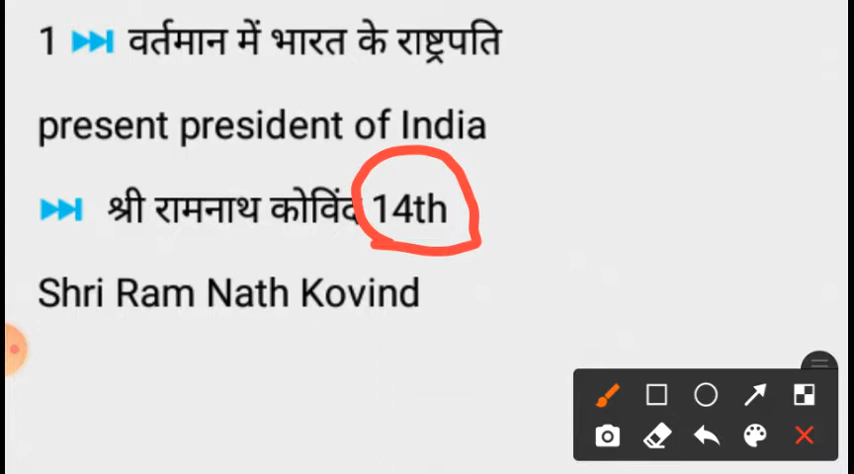 1 ⏭ वर्तमान में भारत के राष्ट्रपति
present president of India
⏭ श्री रामनाथ कोविंद 14th
Shri Ram Nath Kovind